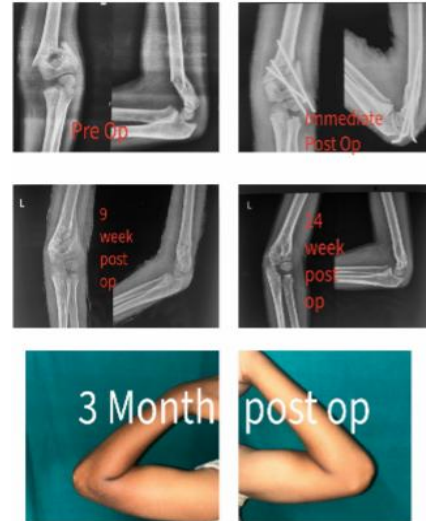 Pre Op
Immediate
Post Op
L
9
week
post
op
L
14
week
post
op
3 Month post op